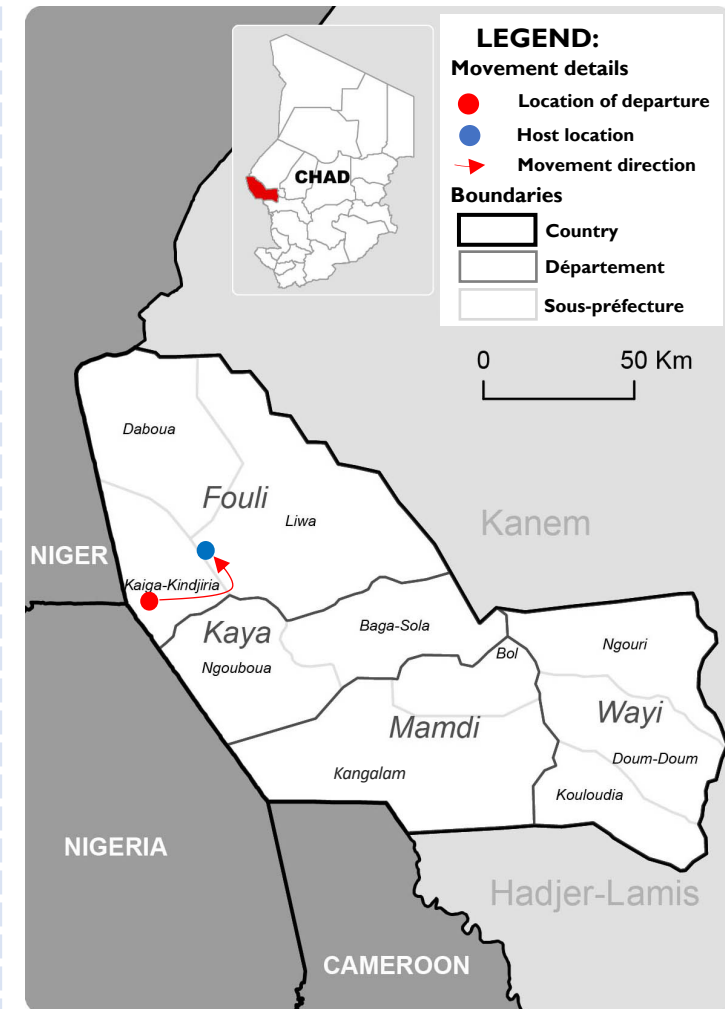 LEGEND:
Movement details
Location of departure
Host location
Movement direction
Boundaries
Country
Département
Sous-préfecture
CHAD
0 50 Km
Daboua
Fouli
Liwa
Kanem
NIGER
Kaiga-Kindjiria
Kaya
Baga-Sola
Ngouri
Bol
Ngouboua
Wayi
Mamdi
Doum-Doum
Kangalam
Kouloudia
NIGERIA
Hadjer-Lamis
CAMEROON